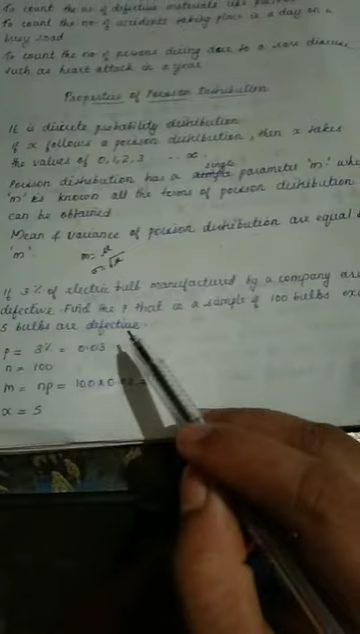 To count the no of defective materials
To count the no of accidents taking place in a day on a
busy road
To count the no of persons dieing due to a rare disease
such as heart attack in a year
Properties of Poisson Distribution
It is discrete probability distribution
if x follows a poisson distribution, then x takes
the values of 0, 1, 2, 3 ... ∞
single
Poisson distribution has a parameter 'm'
'm' is known all the terms of poisson distribution
can be obtained
Mean & variance of poisson distribution are equal
'm'.
If 3% of electric bulb manufactured by a company are
defective. Find the P that in a sample of 100 bulbs
5 bulbs are defective.
P = 3% = 0.03
n = 100
m = np = 100 x
x = 5